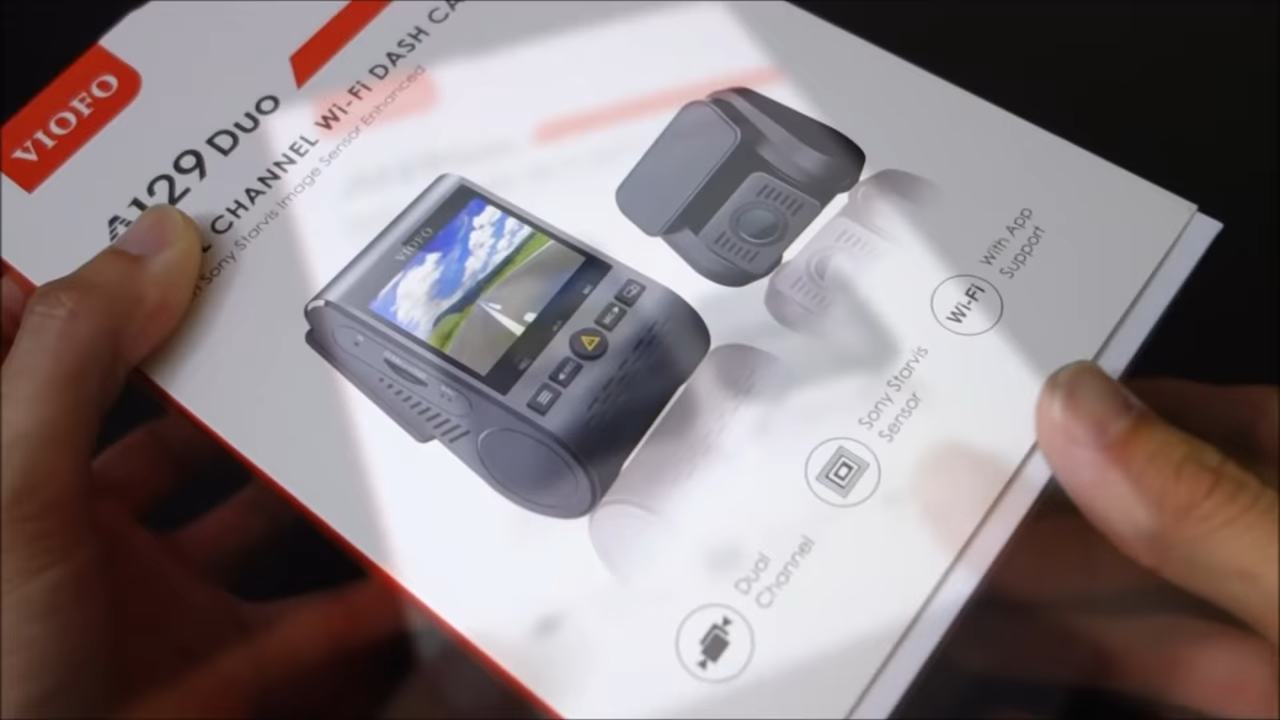 VIOFO
A129 DUO
CHANNEL Wi-Fi DASH CA
Sony Starvis Image Sensor Enhanced
VIOFO
Wi-Fi
With App
Support
Sony Starvis
Sensor
Dual
Channel